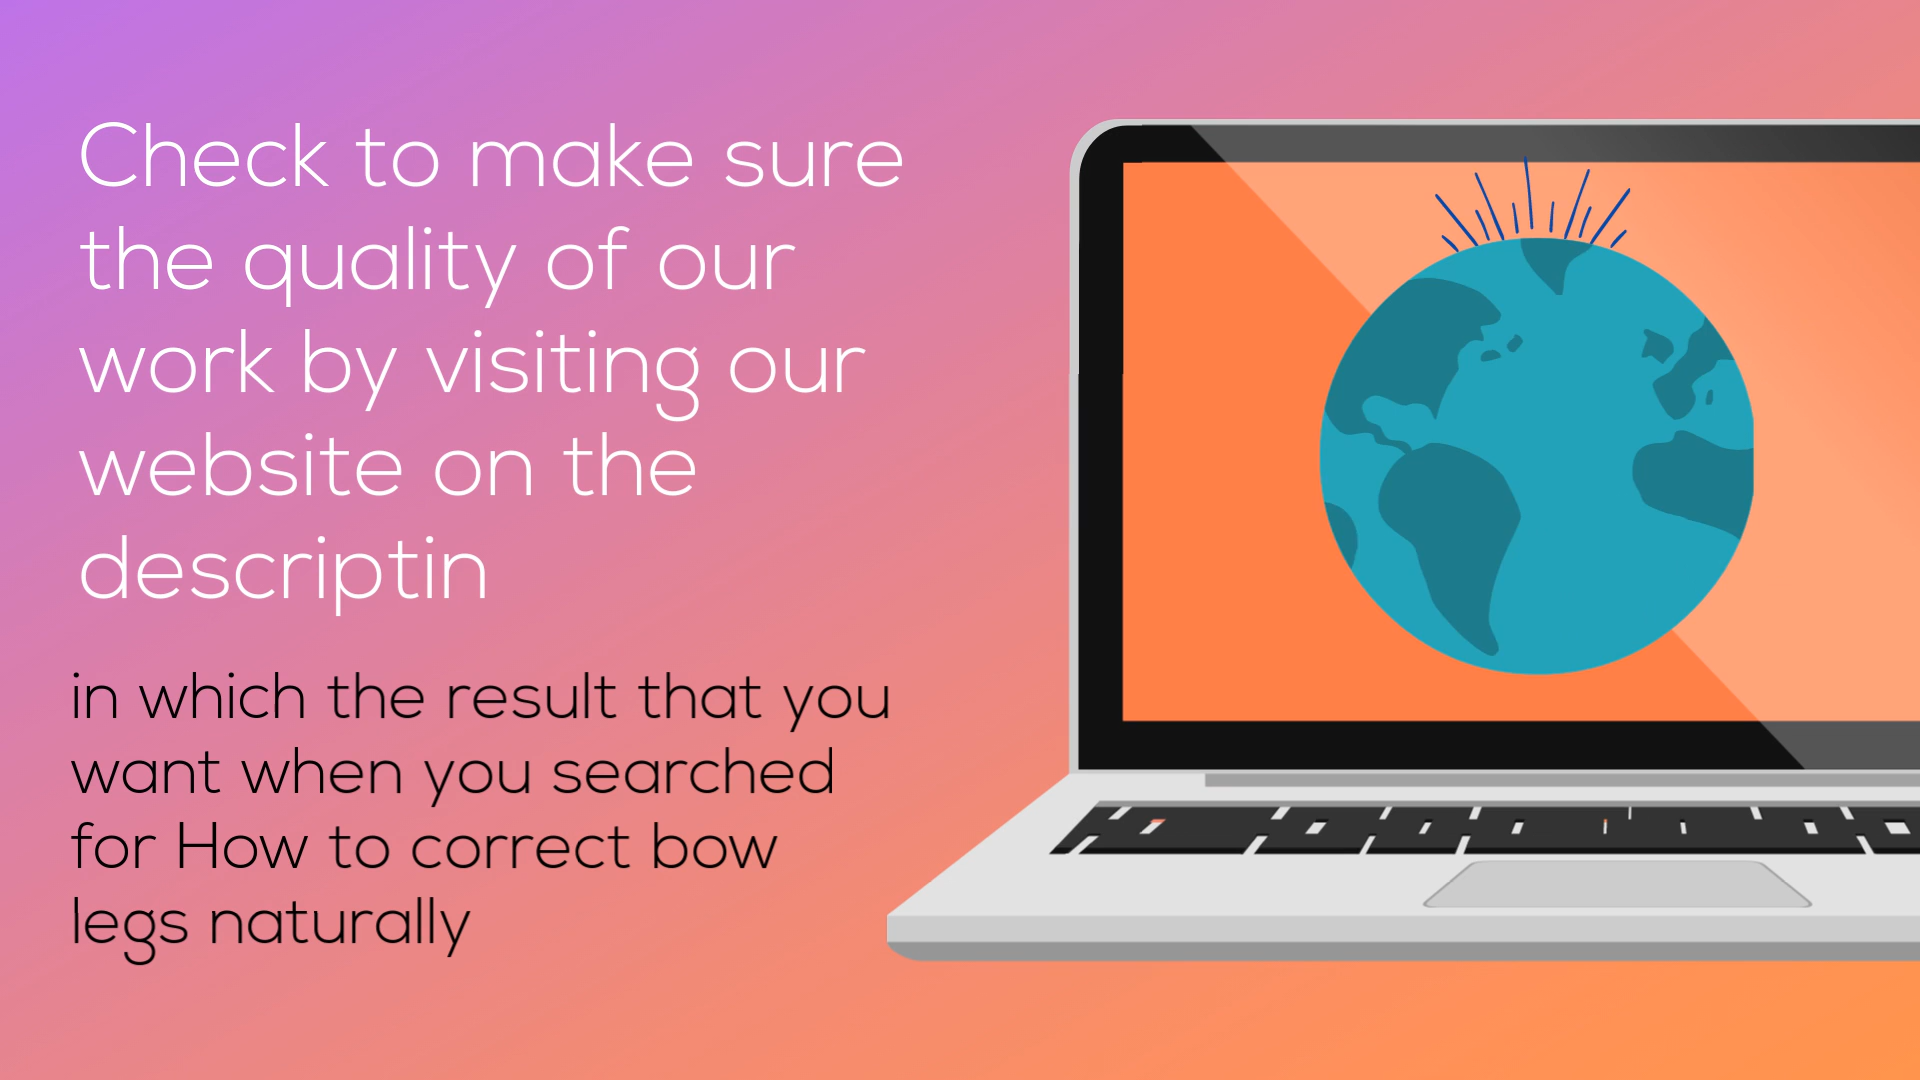 Check to make sure
the quality of our
work by visiting our
website on the
descriptin
in which the result that you
want when you searched
for How to correct bow
legs naturally